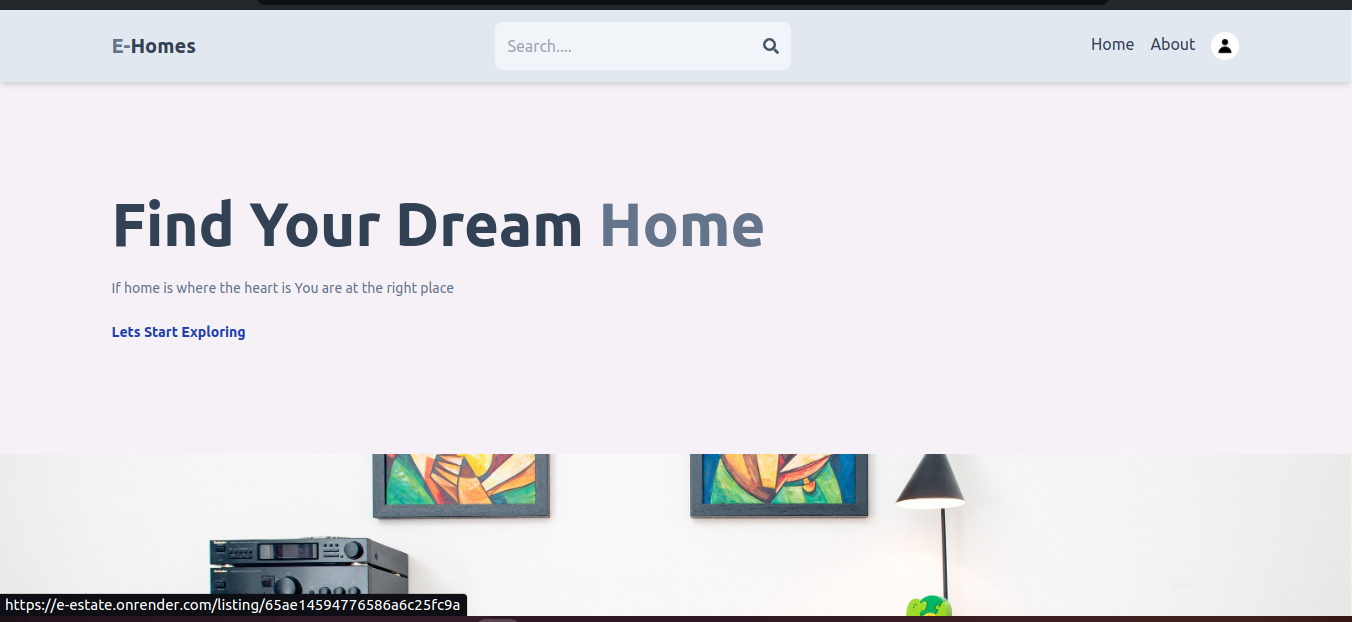 E-Homes
Search....
Home
About
Find Your Dream Home
If home is where the heart is You are at the right place
Lets Start Exploring
https://e-estate.onrender.com/listing/65ae14594776586a6c25fc9a